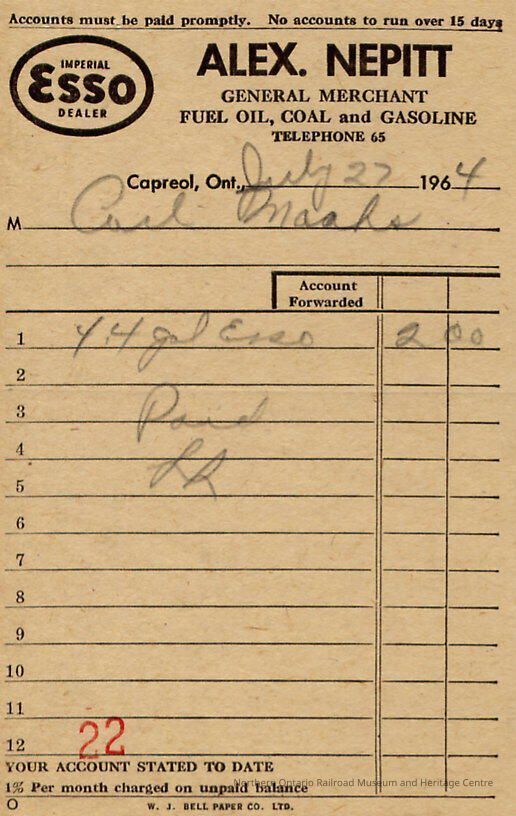 Accounts must be paid promptly. No accounts to run over 15 days
IMPERIAL
Esso
DEALER
ALEX. NEPITT
GENERAL MERCHANT
FUEL OIL, COAL and GASOLINE
TELEPHONE 65
Capreol, Ont., July 27 1964
M Carl Maahs
Account
Forwarded
1 4.4 gal Esso 2 00
2
3 Paid
4 LR
5
6
7
8
9
10
11
12 22
YOUR ACCOUNT STATED TO DATE
1% Per month charged on unpaid balance
Northern Ontario Railroad Museum and Heritage Centre
O W. J. BELL PAPER CO. LTD.